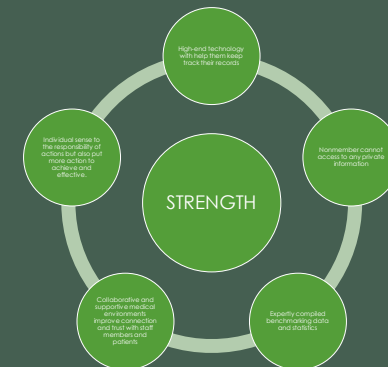 High-end technology
with help them keep
track their records
Nonmember cannot
access to any private
information
Expertly compiled
benchmarking data
and statistics
Collaborative and
supportive medical
environments
improve connection
and trust with staff
members and
patients
Individual sense to
the responsibility of
actions but also put
more action to
achieve and
effective.
STRENGTH